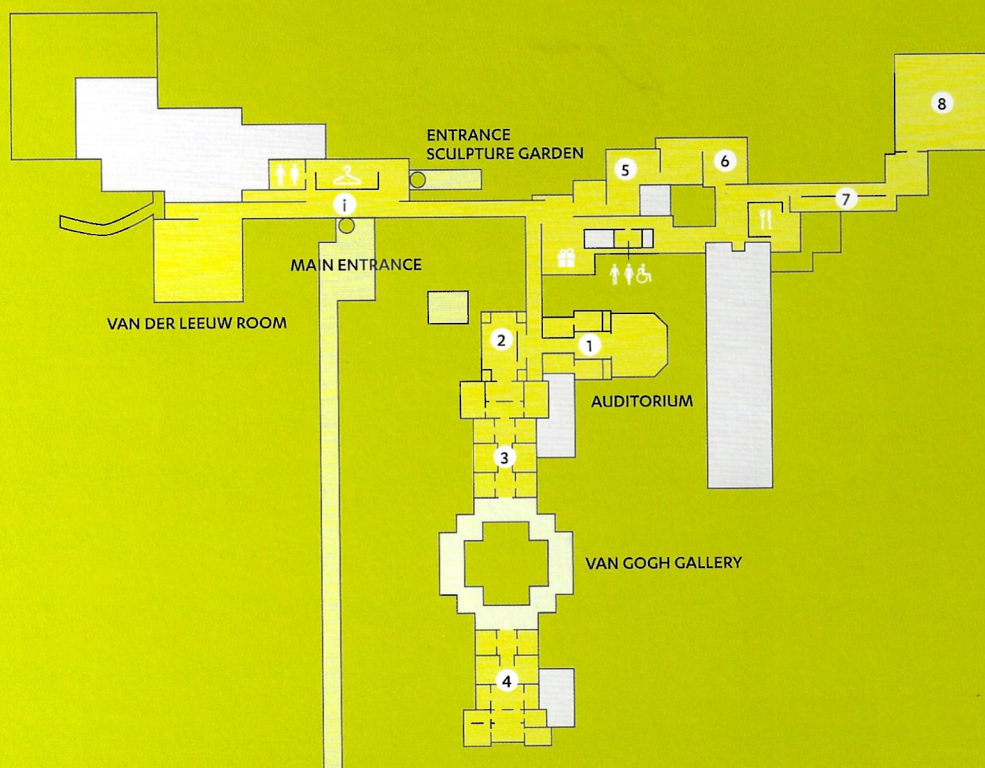 8
ENTRANCE
SCULPTURE GARDEN
5
6
7
i
MAIN ENTRANCE
VAN DER LEEUW ROOM
2
1
AUDITORIUM
3
VAN GOGH GALLERY
4